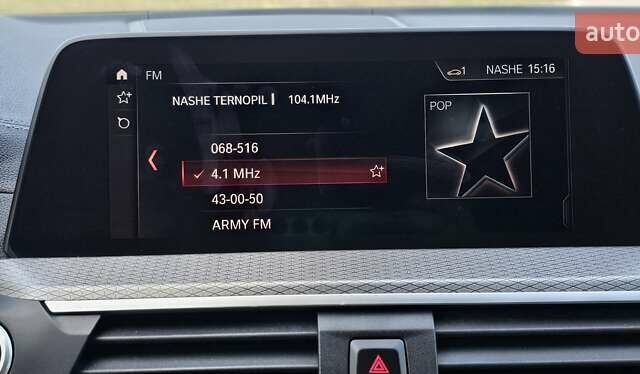 auto
FM
1 NASHE 15:16
NASHE TERNOPIL 104.1MHz
POP
068-516
4.1 MHz
43-00-50
ARMY FM